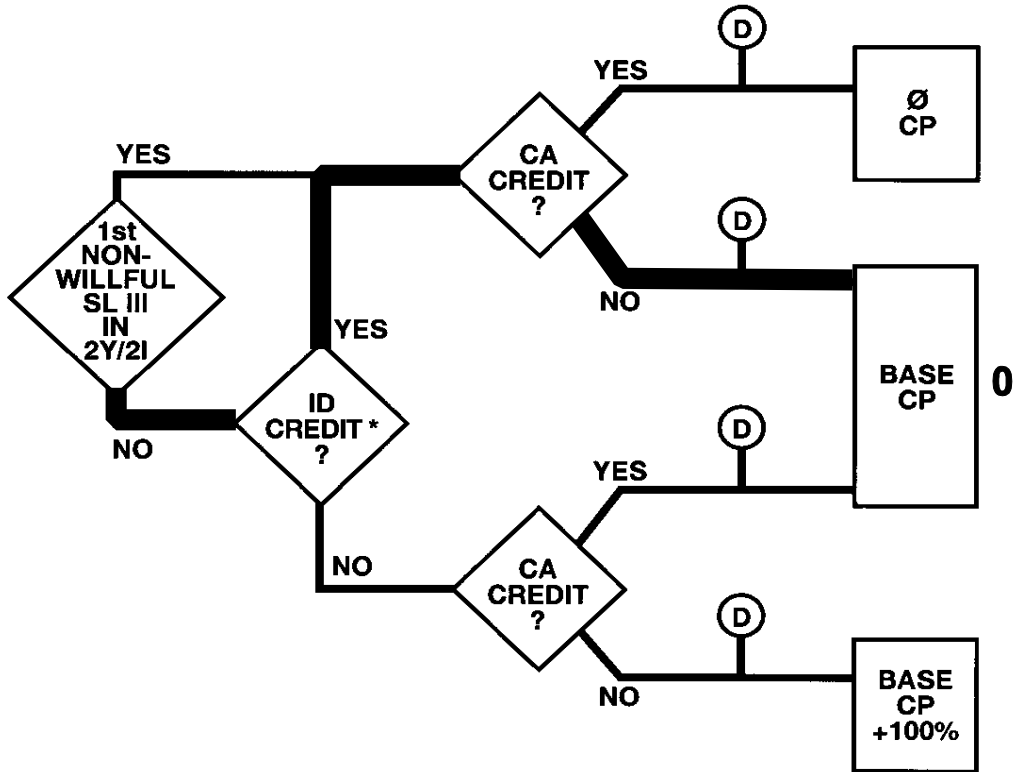 D
YES
Ø
CP
CA
CREDIT
?
YES
D
1st
NON-
WILLFUL
SL III
IN
2Y/2I
NO
YES
BASE
CP
0
ID
CREDIT *
?
NO
D
YES
NO
CA
CREDIT
?
D
NO
BASE
CP
+100%